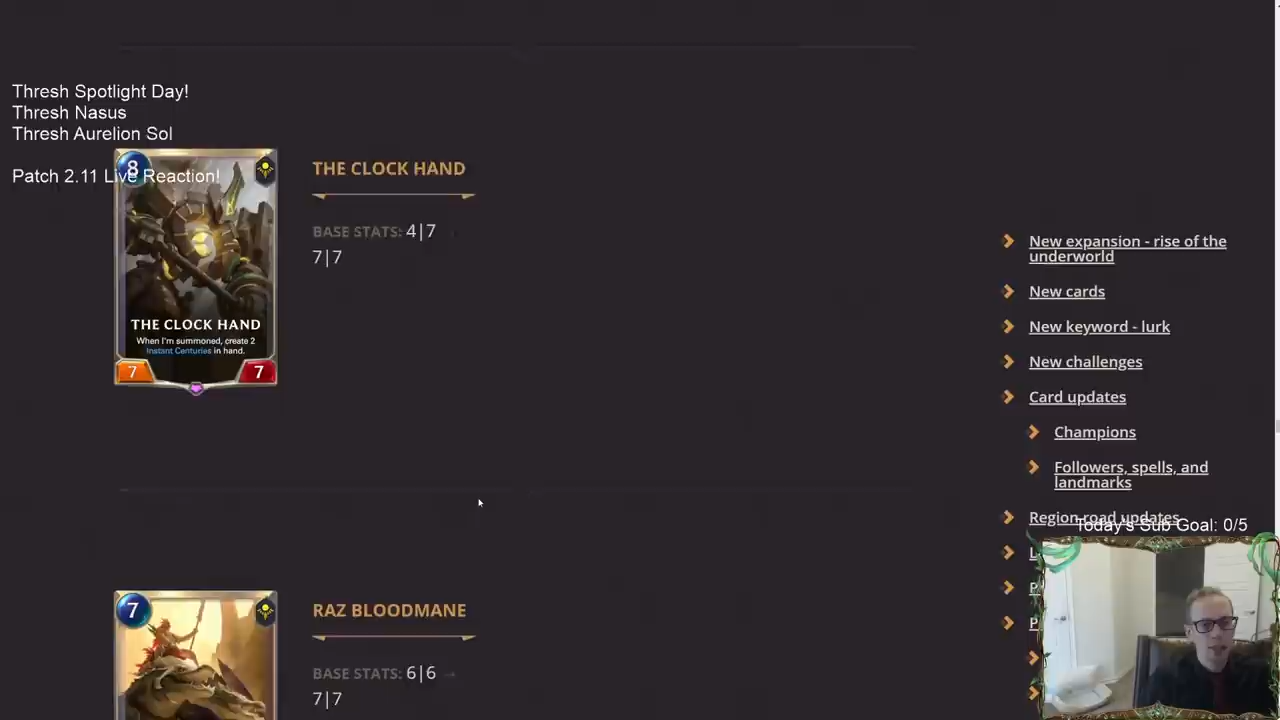 Thresh Spotlight Day!
Thresh Nasus
Thresh Aurelion Sol
Patch 2.11 Live Reaction!
8
THE CLOCK HAND
When I'm summoned, create 2
Instant Centuries in hand.
7
7
THE CLOCK HAND
BASE STATS: 4|7 →
7|7
7
RAZ BLOODMANE
BASE STATS: 6|6 →
7|7
New expansion - rise of the
underworld
New cards
New keyword - lurk
New challenges
Card updates
Champions
Followers, spells, and
landmarks
Region road updates
Today's Sub Goal: 0/5
L
P
P